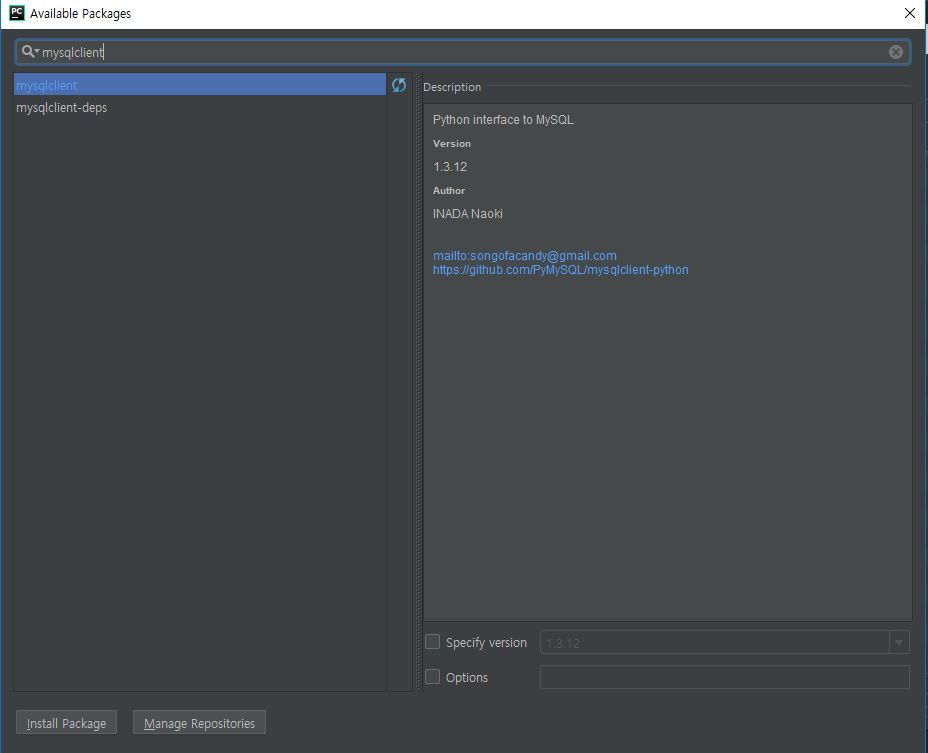 PC Available Packages
mysqlclient
mysqlclient
mysqlclient-deps
Description
Python interface to MySQL
Version
1.3.12
Author
INADA Naoki
mailto:songofacandy@gmail.com
https://github.com/PyMySQL/mysqlclient-python
Specify version 1.3.12
Options
Install Package Manage Repositories